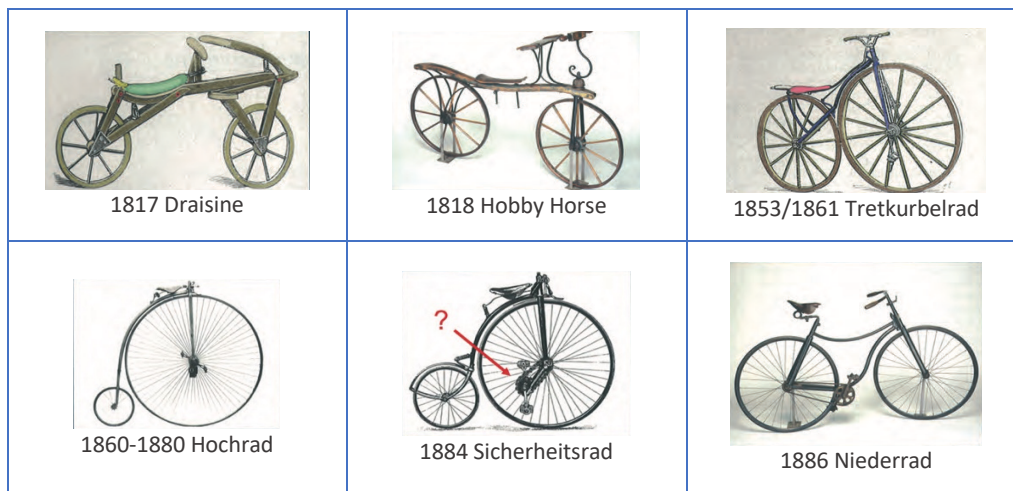 1817 Draisine
1818 Hobby Horse
1853/1861 Tretkurbelrad
1860-1880 Hochrad
?
1884 Sicherheitsrad
1886 Niederrad